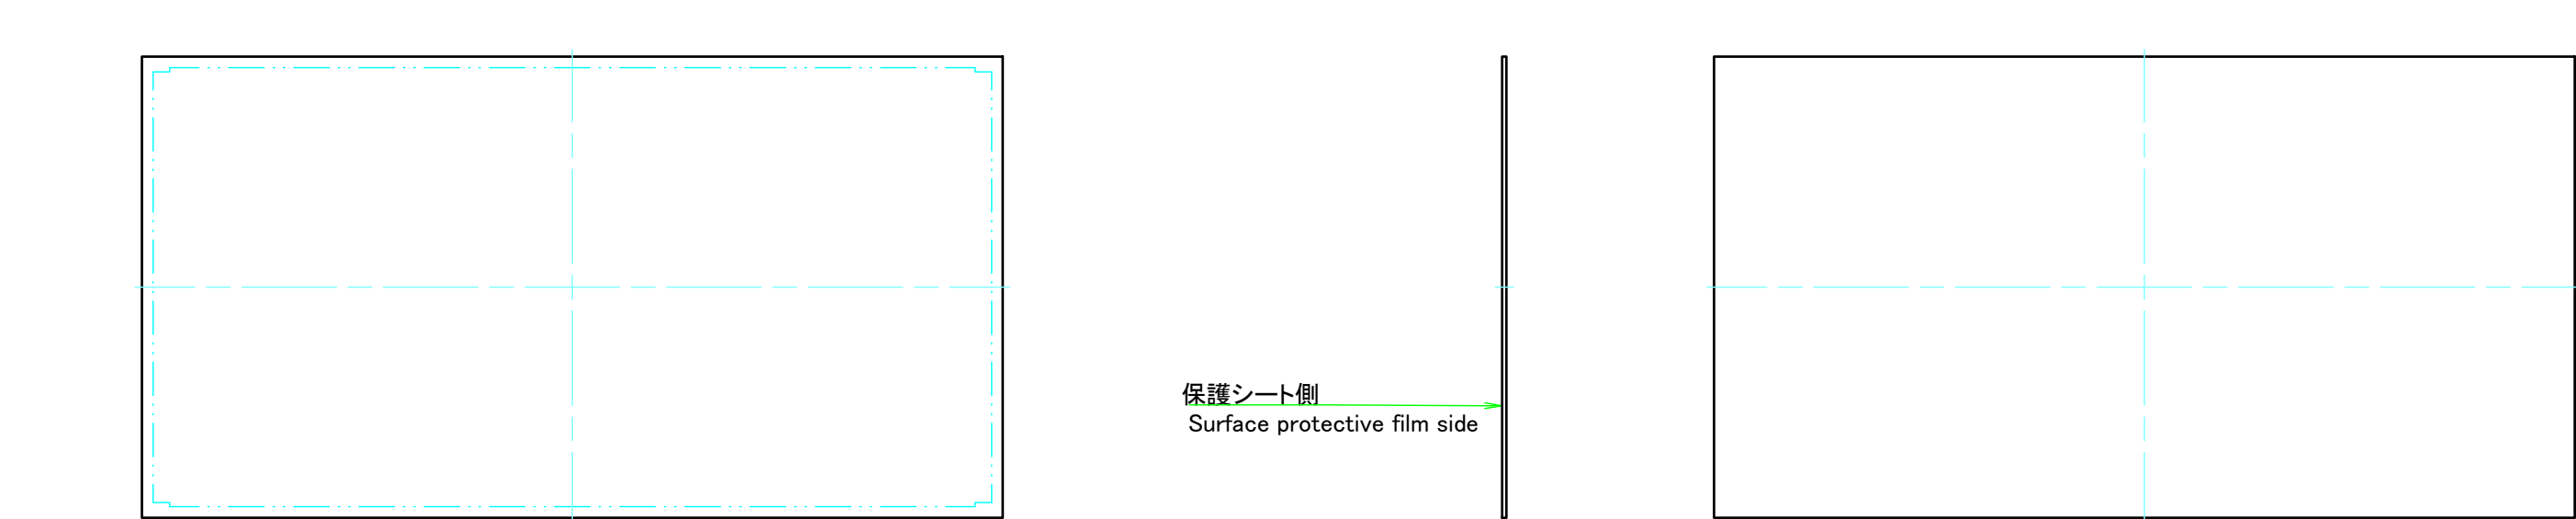 保護シート側
Surface protective film side